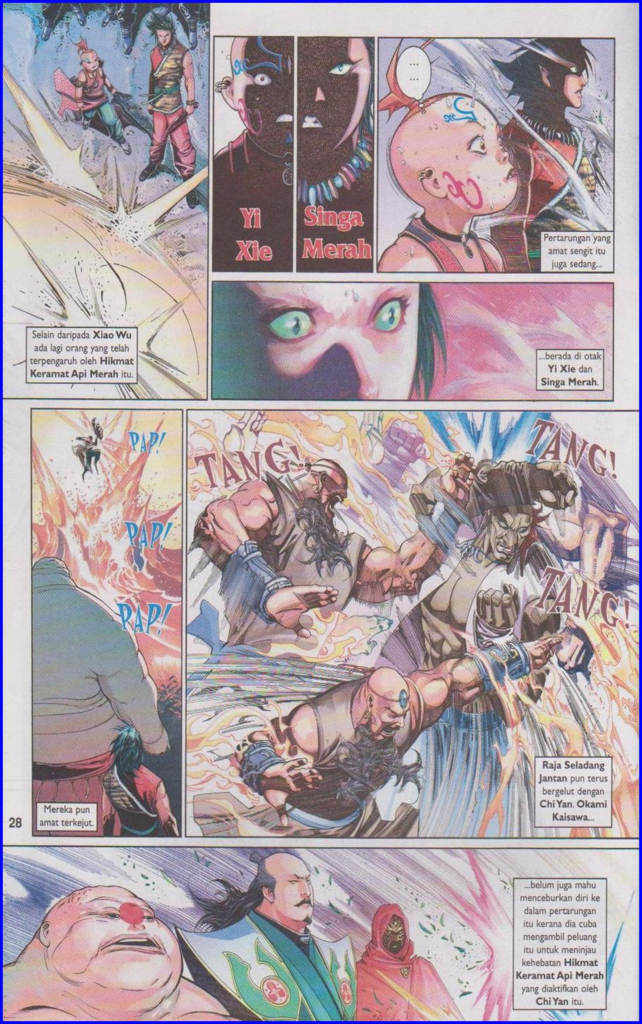 Selain daripada Xiao Wu
ada lagi orang yang telah
terpengaruh oleh Hikmat
Keramat Api Merah itu.
Yi
Xie
Singa
Merah
...
...
Pertarungan yang
amat sengit itu
juga sedang...
...berada di otak
Yi Xie dan
Singa Merah.
PAP!
PAP!
PAP!
Mereka pun
amat terkejut.
TANG!
TANG!
TANG!
Raja Seladang
Jantan pun terus
bergelut dengan
Chi Yan. Okami
Kaisawa...
28
...belum juga mahu
menceburkan diri ke
dalam pertarungan
itu kerana dia cuba
mengambil peluang
itu untuk meninjau
kehebatan Hikmat
Keramat Api Merah
yang diaktifkan oleh
Chi Yan itu.